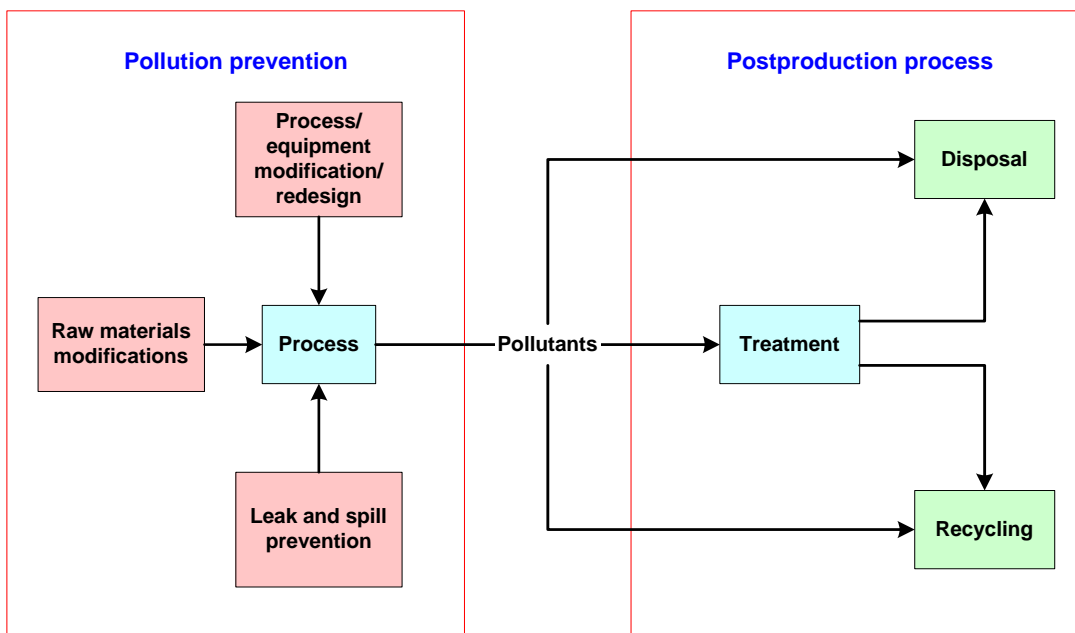 Pollution prevention
Process/
equipment
modification/
redesign
Raw materials
modifications
Process
Leak and spill
prevention
Pollutants
Postproduction process
Disposal
Treatment
Recycling